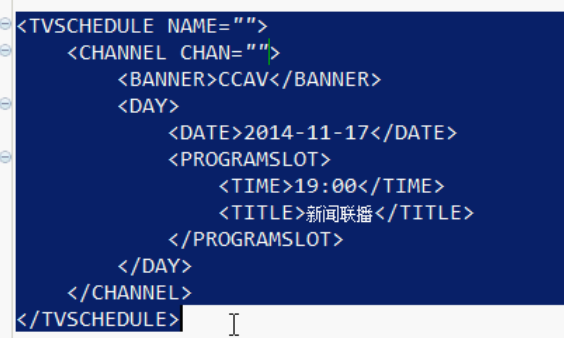 <TVSCHEDULE NAME="">
<CHANNEL CHAN="">
<BANNER>CCAV</BANNER>
<DAY>
<DATE>2014-11-17</DATE>
<PROGRAMSLOT>
<TIME>19:00</TIME>
<TITLE>新闻联播</TITLE>
</PROGRAMSLOT>
</DAY>
</CHANNEL>
</TVSCHEDULE>